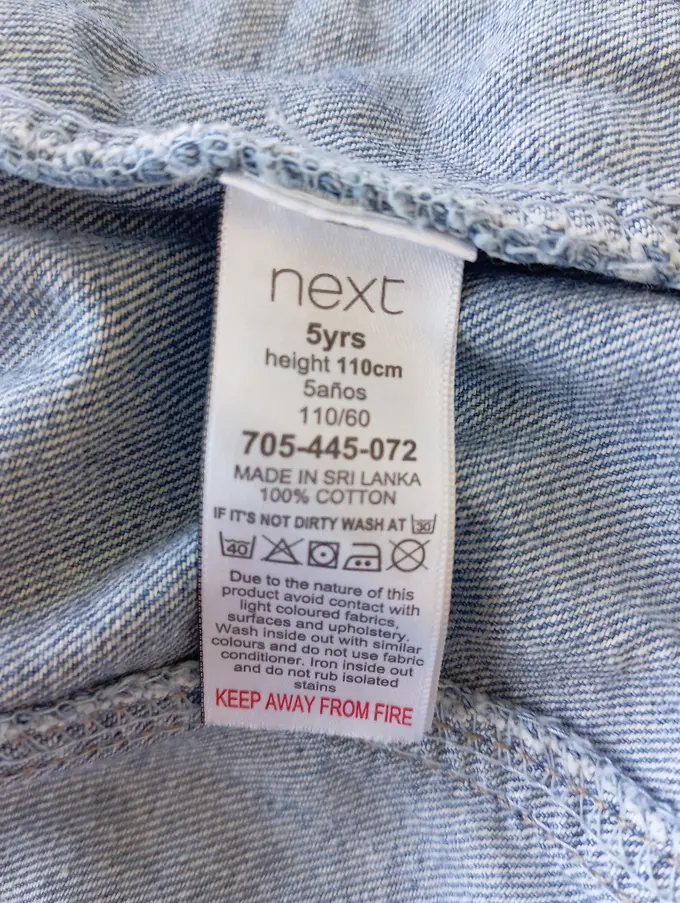 next
5yrs
height 110cm
5años
110/60
705-445-072
MADE IN SRI LANKA
100% COTTON
IF IT'S NOT DIRTY WASH AT 30
40
Due to the nature of this
product avoid contact with
light coloured fabrics,
surfaces and upholstery.
Wash inside out with similar
colours and do not use fabric
conditioner. Iron inside out
and do not rub isolated
stains
KEEP AWAY FROM FIRE